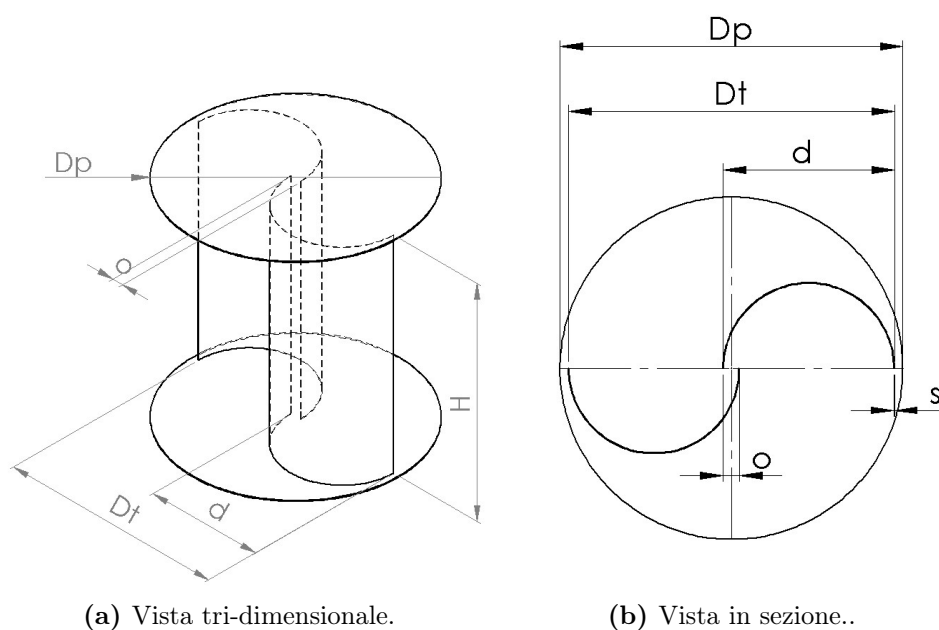 Dp
o
H
Dt
d
(a) Vista tri-dimensionale.
Dp
Dt
d
s
o
(b) Vista in sezione..